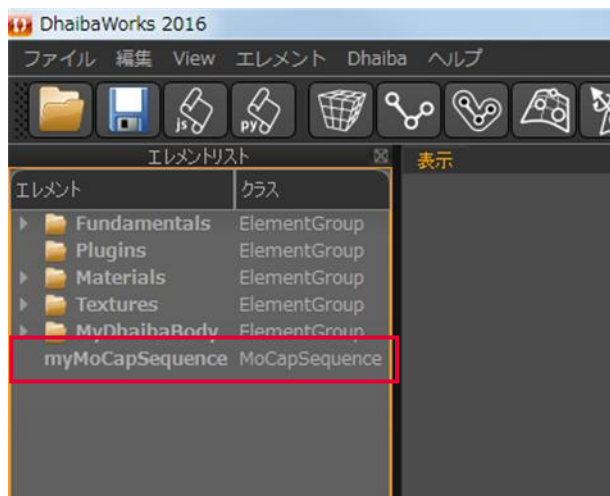 DhaibaWorks 2016
ファイル 編集 View エレメント Dhaiba ヘルプ
js py
エレメントリスト 表示
エレメント クラス
Fundamentals ElementGroup
Plugins ElementGroup
Materials ElementGroup
Textures ElementGroup
MyDhaibaBody ElementGroup
myMoCapSequence MoCapSequence